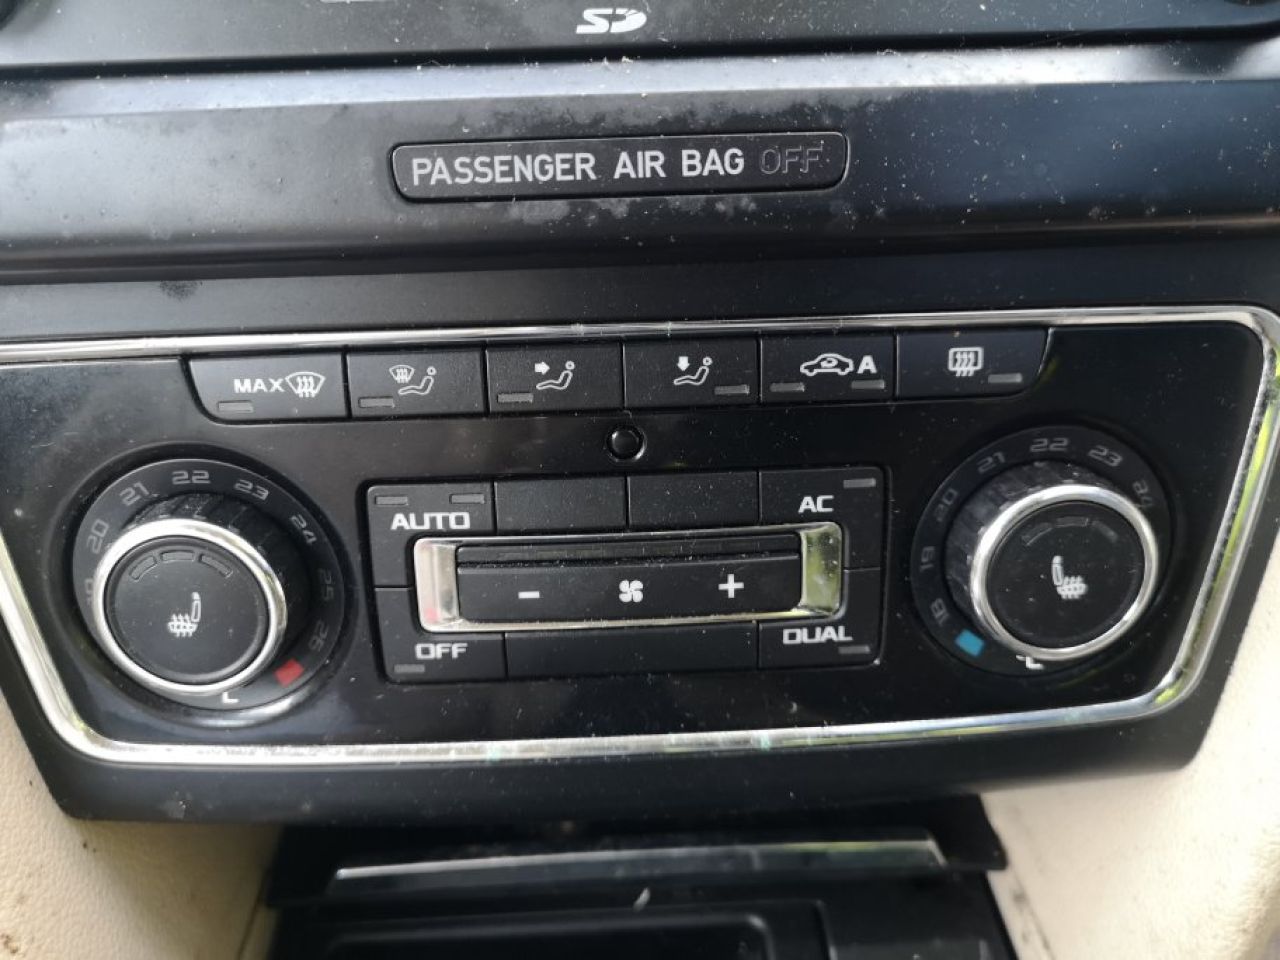 SD
PASSENGER AIR BAG OFF
MAX
A
20 21 22 23 24 25 26
18 19 20 21 22 23 24
AUTO
AC
- +
OFF
DUAL